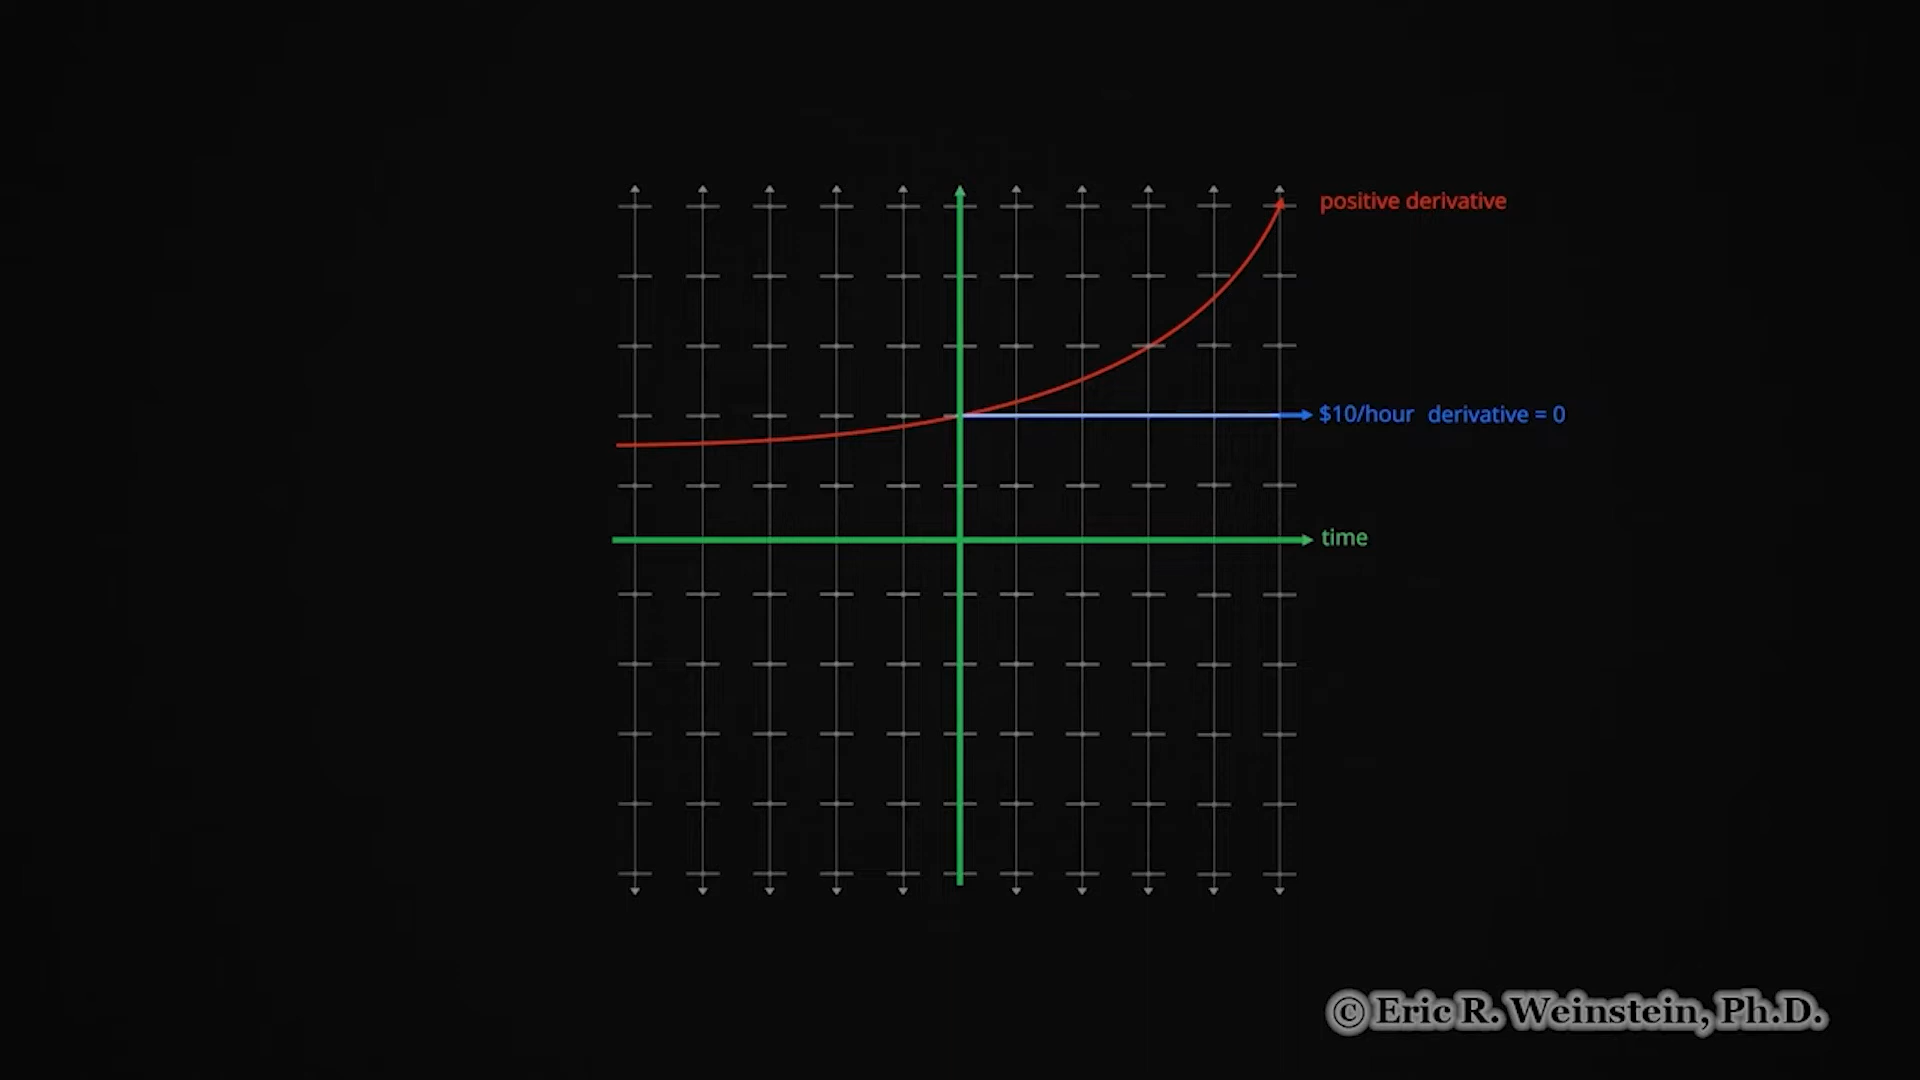 positive derivative
$10/hour derivative = 0
time
© Eric R. Weinstein, Ph.D.